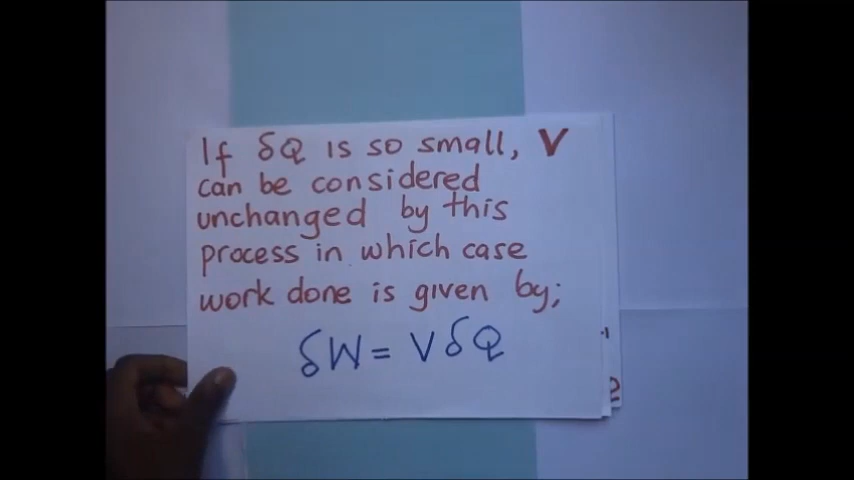 If δQ is so small, V
can be considered
unchanged by this
process in which case
work done is given by;
δW = VδQ